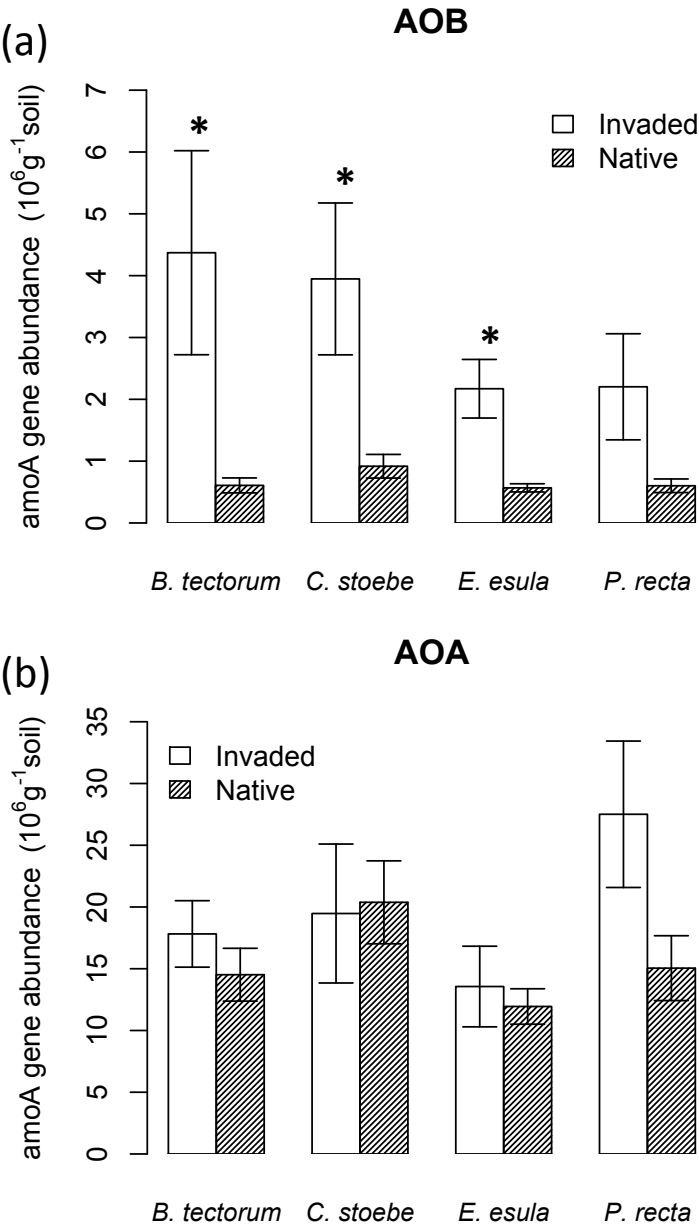 (a)
AOB
amoA gene abundance (10⁶g⁻¹soil)
7
6
5
4
3
2
1
0
*
*
*
Invaded
Native
B. tectorum C. stoebe E. esula P. recta
(b)
AOA
amoA gene abundance (10⁶g⁻¹soil)
35
30
25
20
15
10
5
0
Invaded
Native
B. tectorum C. stoebe E. esula P. recta